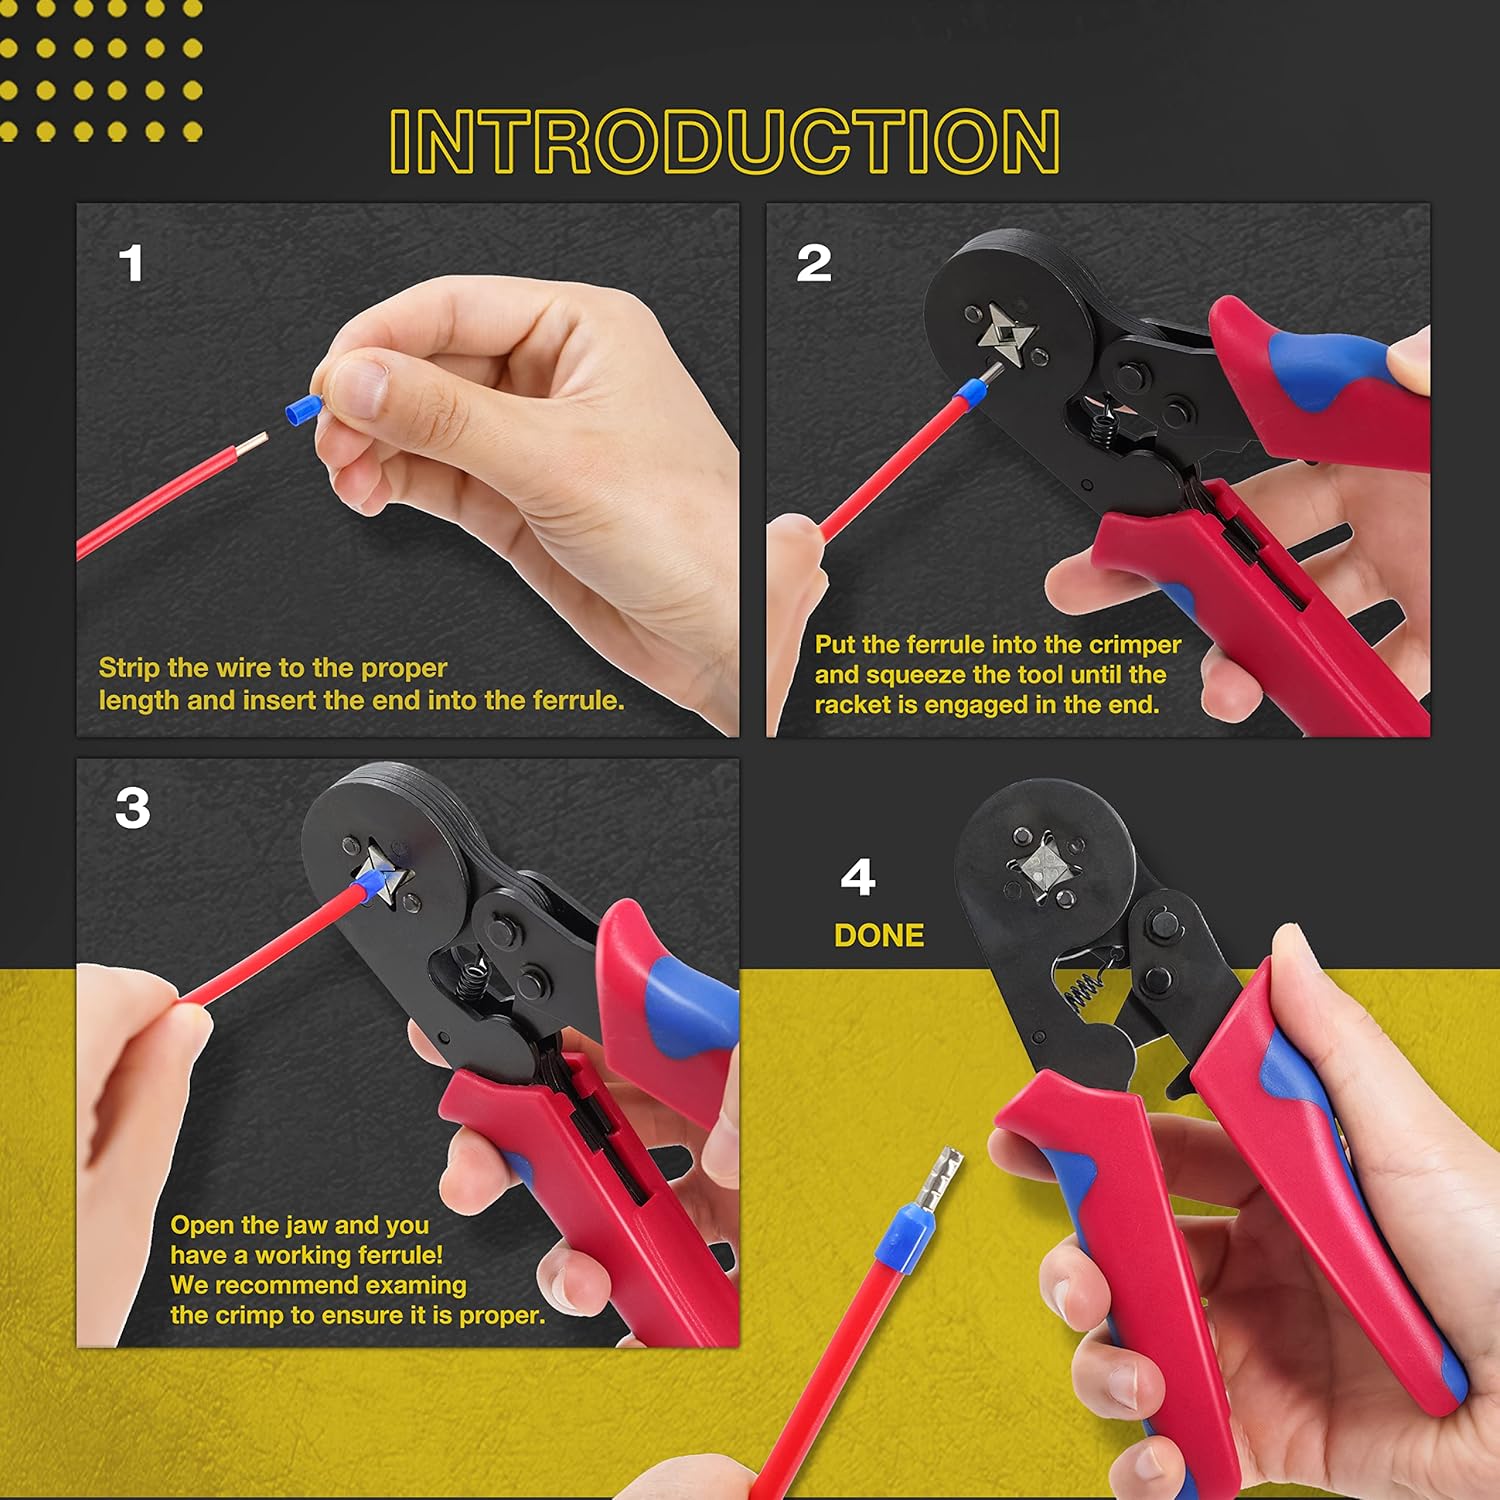 INTRODUCTION
1
Strip the wire to the proper
length and insert the end into the ferrule.
2
Put the ferrule into the crimper
and squeeze the tool until the
racket is engaged in the end.
3
Open the jaw and you
have a working ferrule!
We recommend examing
the crimp to ensure it is proper.
4
DONE